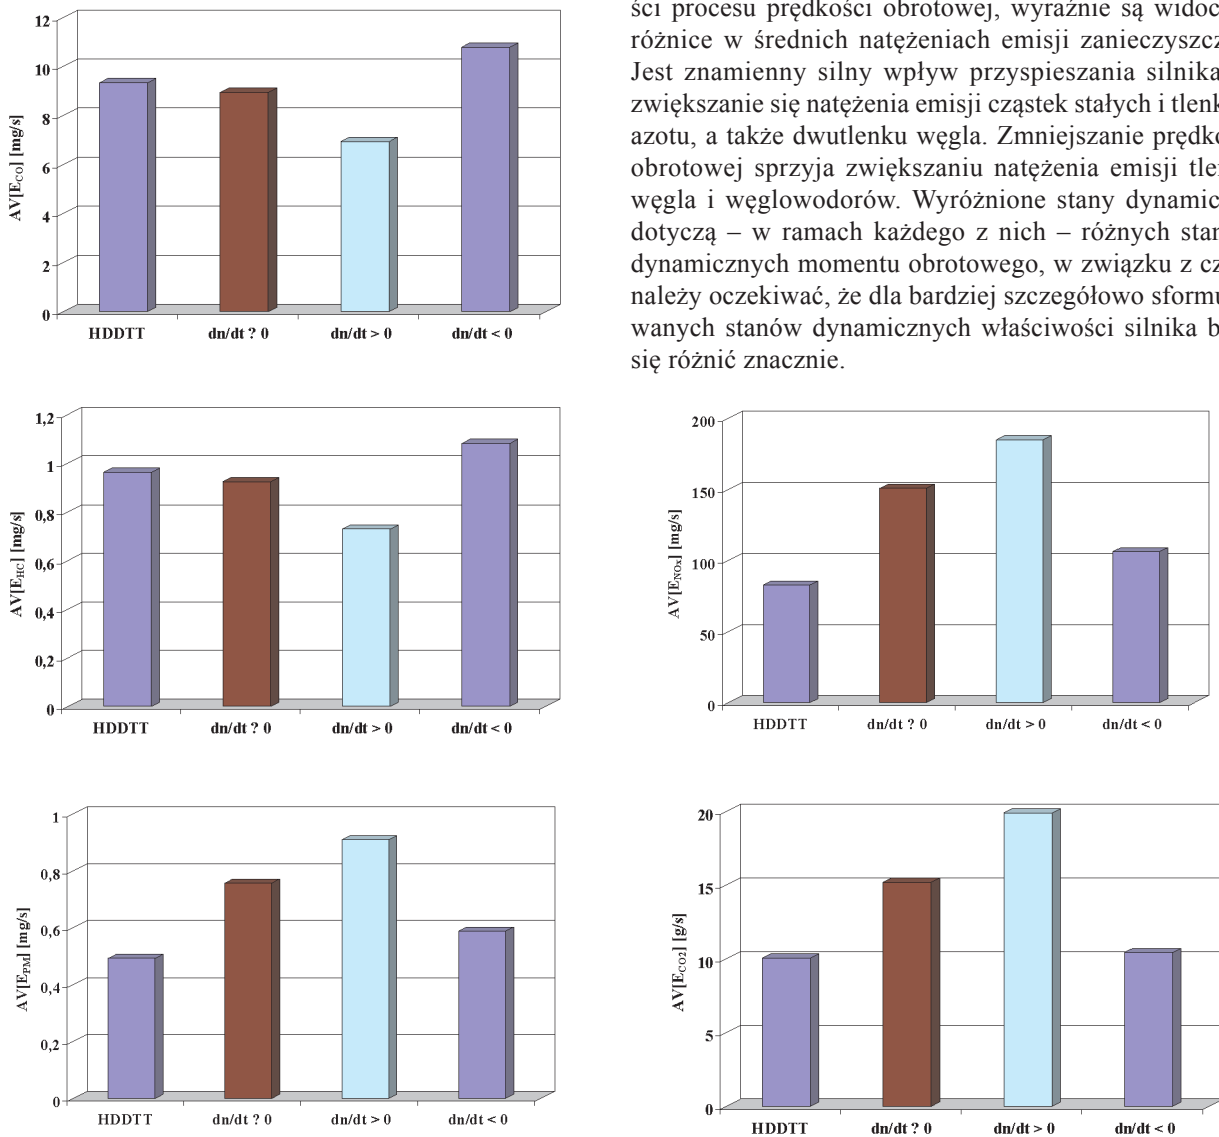 12
10
8
6
4
2
0
AV[E_CO] [mg/s]
HDDTT dn/dt ? 0 dn/dt > 0 dn/dt < 0
ści procesu prędkości obrotowej, wyraźnie są widoc
różnice w średnich natężeniach emisji zanieczyszcz
Jest znamienny silny wpływ przyspieszania silnika
zwiększanie się natężenia emisji cząstek stałych i tlenk
azotu, a także dwutlenku węgla. Zmniejszanie prędko
obrotowej sprzyja zwiększaniu natężenia emisji tlen
węgla i węglowodorów. Wyróżnione stany dynamic
dotyczą – w ramach każdego z nich – różnych stan
dynamicznych momentu obrotowego, w związku z cz
należy oczekiwać, że dla bardziej szczegółowo sformu
wanych stanów dynamicznych właściwości silnika b
się różnić znacznie.
1,2
1
0,8
0,6
0,4
0,2
0
AV[E_HC] [mg/s]
HDDTT dn/dt ? 0 dn/dt > 0 dn/dt < 0
200
150
100
50
0
AV[E_NOx] [mg/s]
HDDTT dn/dt ? 0 dn/dt > 0 dn/dt < 0
1
0,8
0,6
0,4
0,2
0
AV[E_PM] [mg/s]
HDDTT dn/dt ? 0 dn/dt > 0 dn/dt < 0
20
15
10
5
0
AV[E_CO2] [g/s]
HDDTT dn/dt ? 0 dn/dt > 0 dn/dt < 0